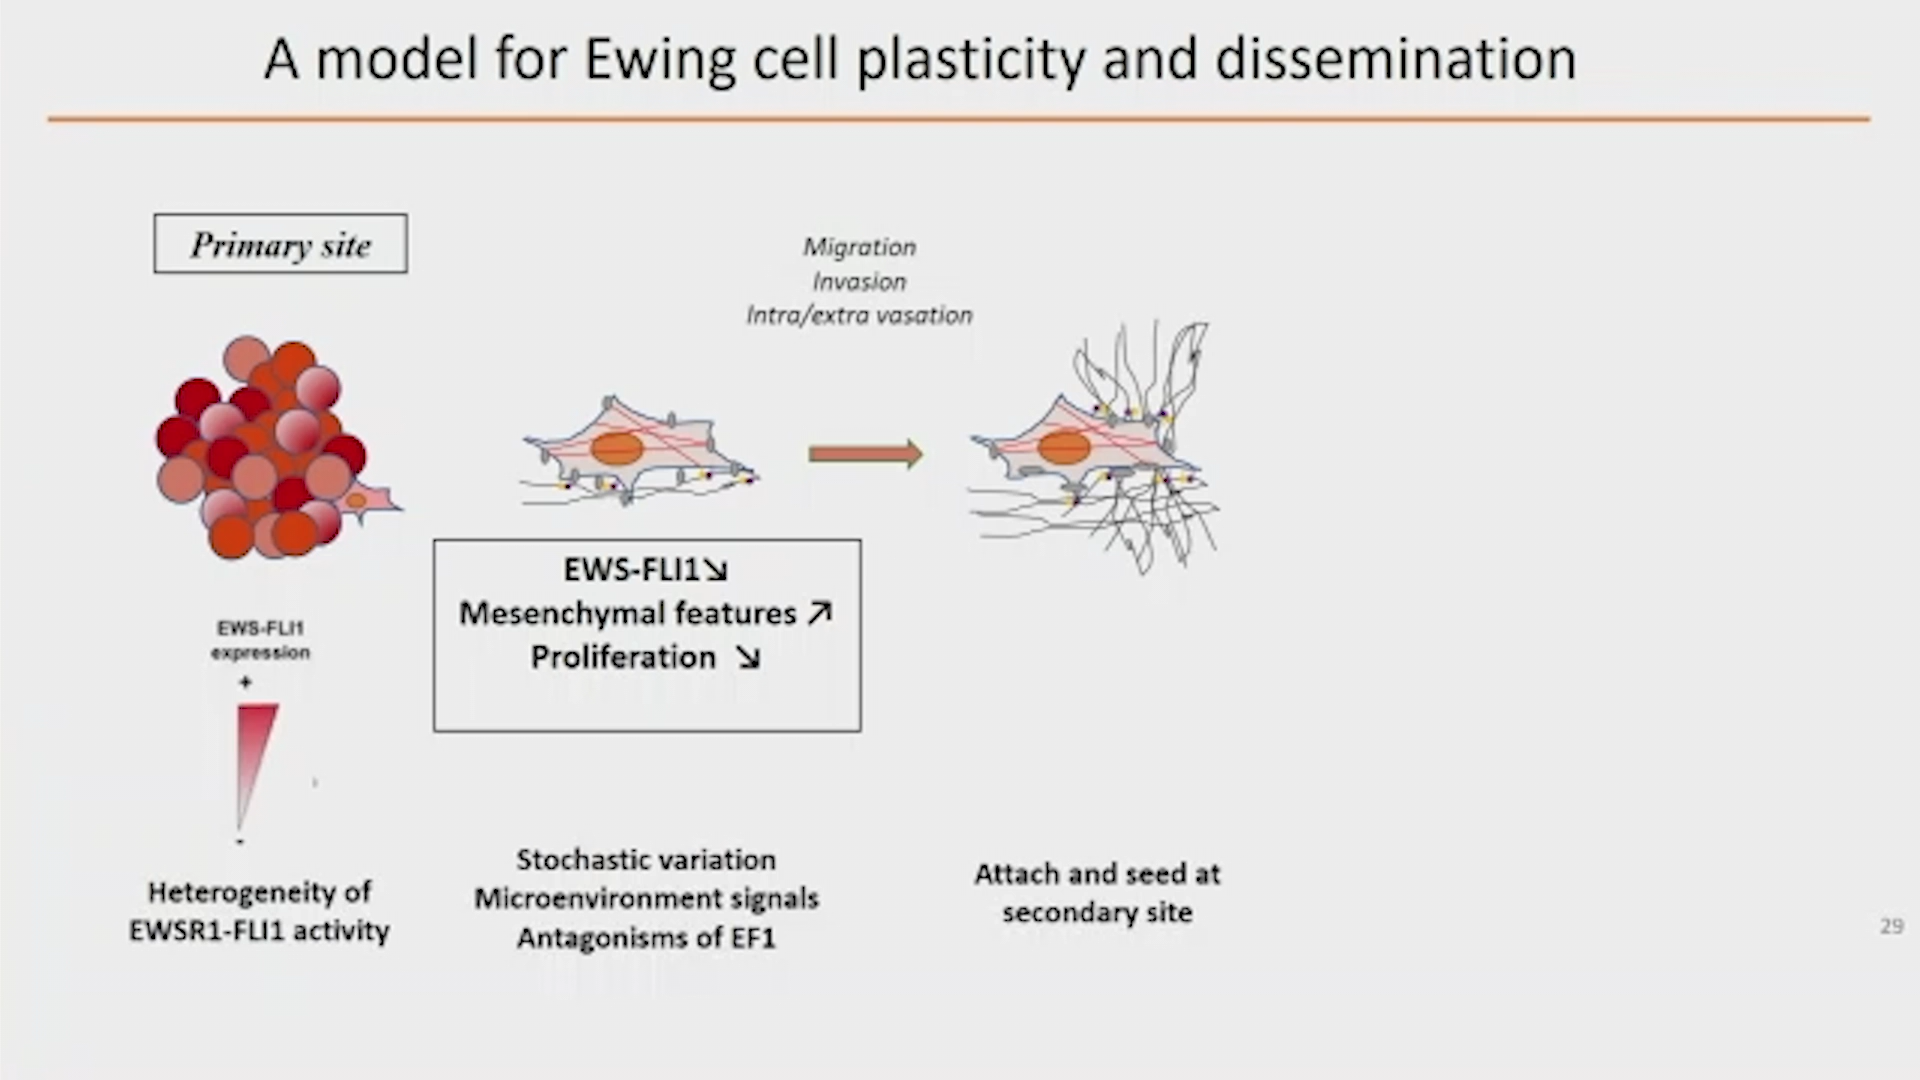 A model for Ewing cell plasticity and dissemination
Primary site
Migration
Invasion
Intra/extra vasation
EWS-FLI1↘
Mesenchymal features ↗
Proliferation ↘
EWS-FLI1
expression
+
-
Heterogeneity of
EWSR1-FLI1 activity
Stochastic variation
Microenvironment signals
Antagonisms of EF1
Attach and seed at
secondary site
29